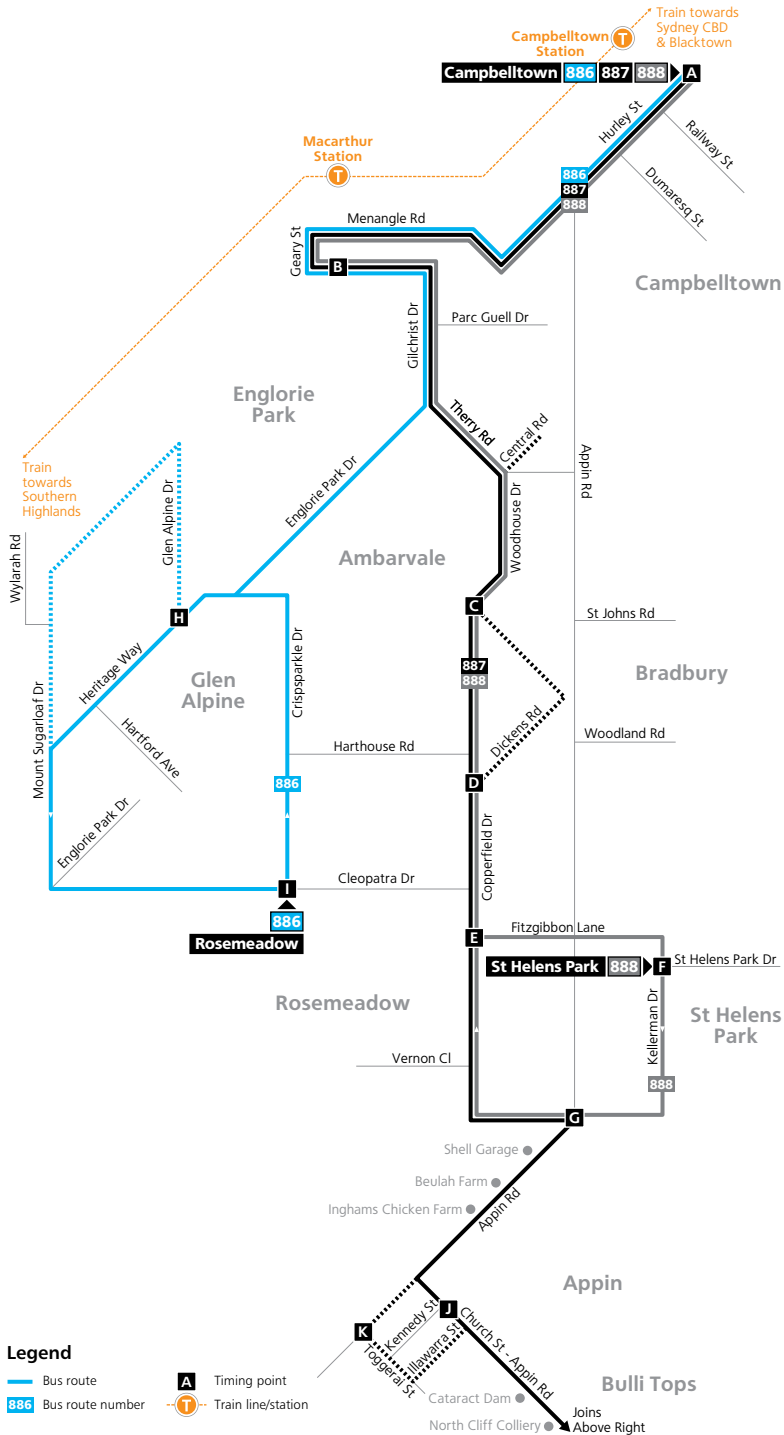 Train towards
Sydney CBD
& Blacktown
Campbelltown
Station
T
Campbelltown 886 887 888 A
Hurley St
Railway St
Macarthur
Station
T
886
887
888
Dumaresq St
Menangle Rd
Geary St
B
Campbelltown
Gilchrist Dr
Parc Guell Dr
Englorie
Park
Therry Rd
Central Rd
Appin Rd
Train
towards
Southern
Highlands
Englorie Park Dr
Glen Alpine Dr
Woodhouse Dr
Wylarah Rd
Ambarvale
C
H
St Johns Rd
Heritage Way
Glen
Alpine
Crispsparkle Dr
887
888
Bradbury
Mount Sugarloaf Dr
Hartford Ave
Dickens Rd
Woodland Rd
Harthouse Rd
886
D
Englorie Park Dr
Copperfield Dr
Cleopatra Dr
I
886
Rosemeadow
E
Fitzgibbon Lane
St Helens Park 888 F
St Helens Park Dr
Rosemeadow
Kellerman Dr
St Helens
Park
Vernon Cl
888
G
Shell Garage
Beulah Farm
Inghams Chicken Farm
Appin Rd
Appin
J
K
Kennedy St
Illawarra St
Toggerai St
Church St - Appin Rd
Legend
Bus route
A Timing point
886 Bus route number
T Train line/station
Bulli Tops
Cataract Dam
North Cliff Colliery
Joins
Above Right